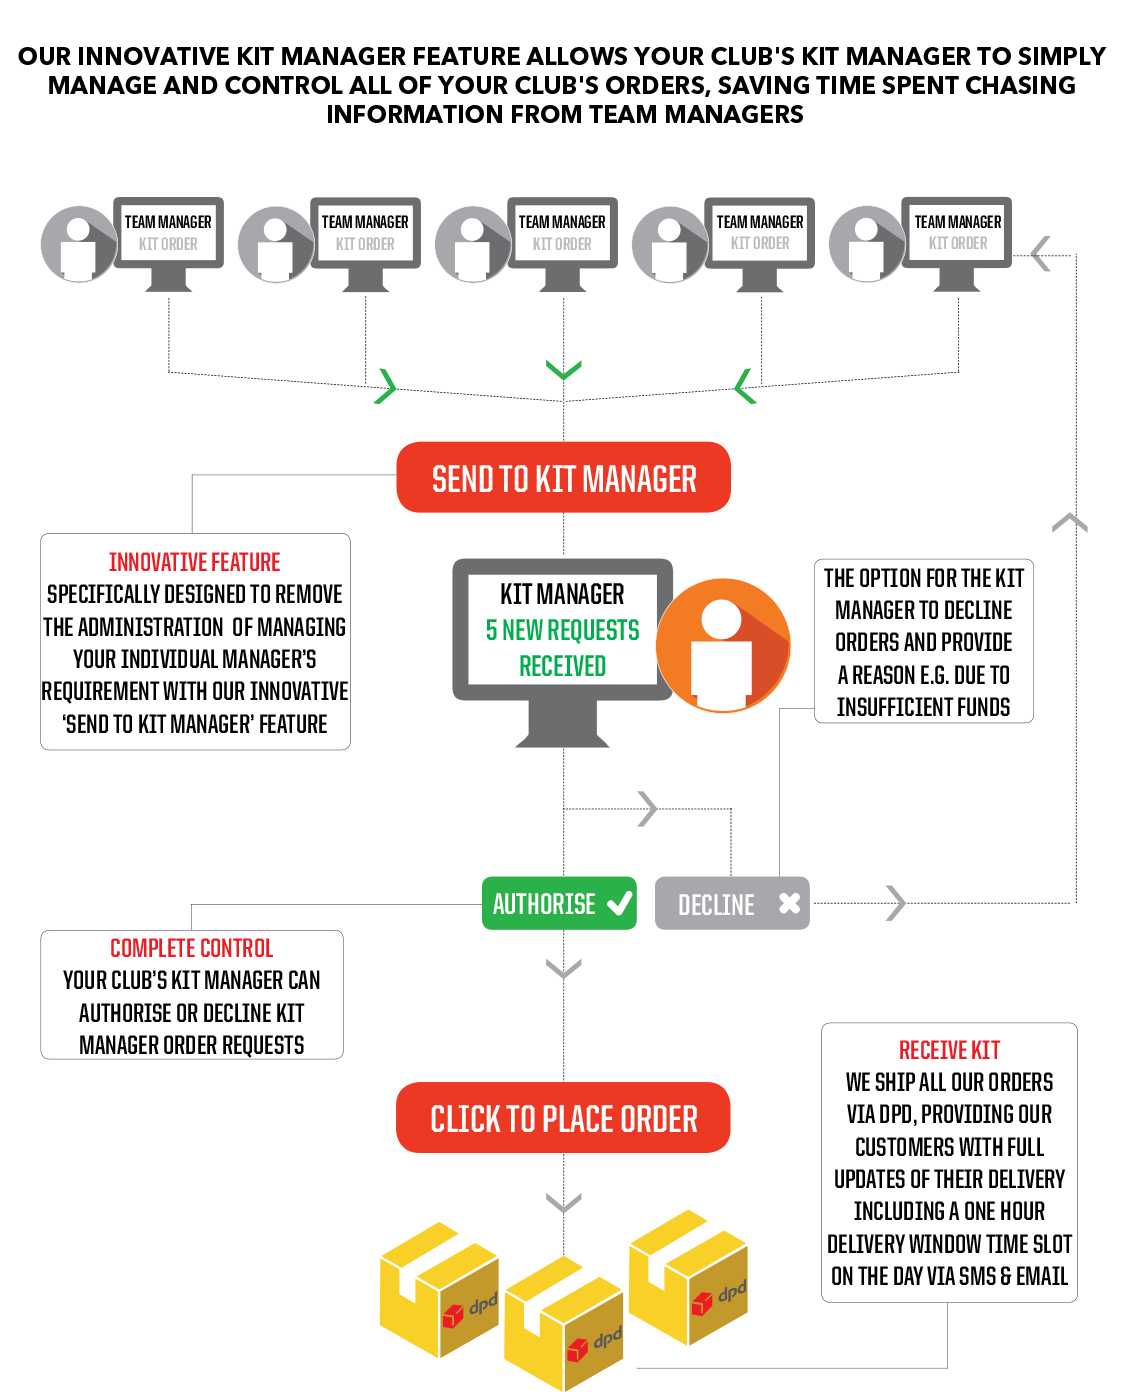 OUR INNOVATIVE KIT MANAGER FEATURE ALLOWS YOUR CLUB'S KIT MANAGER TO SIMPLY
MANAGE AND CONTROL ALL OF YOUR CLUB'S ORDERS, SAVING TIME SPENT CHASING
INFORMATION FROM TEAM MANAGERS
TEAM MANAGER
KIT ORDER
TEAM MANAGER
KIT ORDER
TEAM MANAGER
KIT ORDER
TEAM MANAGER
KIT ORDER
TEAM MANAGER
KIT ORDER
SEND TO KIT MANAGER
INNOVATIVE FEATURE
SPECIFICALLY DESIGNED TO REMOVE
THE ADMINISTRATION OF MANAGING
YOUR INDIVIDUAL MANAGER'S
REQUIREMENT WITH OUR INNOVATIVE
‘SEND TO KIT MANAGER’ FEATURE
KIT MANAGER
5 NEW REQUESTS
RECEIVED
THE OPTION FOR THE KIT
MANAGER TO DECLINE
ORDERS AND PROVIDE
A REASON E.G. DUE TO
INSUFFICIENT FUNDS
AUTHORISE
DECLINE
COMPLETE CONTROL
YOUR CLUB’S KIT MANAGER CAN
AUTHORISE OR DECLINE KIT
MANAGER ORDER REQUESTS
CLICK TO PLACE ORDER
RECEIVE KIT
WE SHIP ALL OUR ORDERS
VIA DPD, PROVIDING OUR
CUSTOMERS WITH FULL
UPDATES OF THEIR DELIVERY
INCLUDING A ONE HOUR
DELIVERY WINDOW TIME SLOT
ON THE DAY VIA SMS & EMAIL
dpd
dpd
dpd